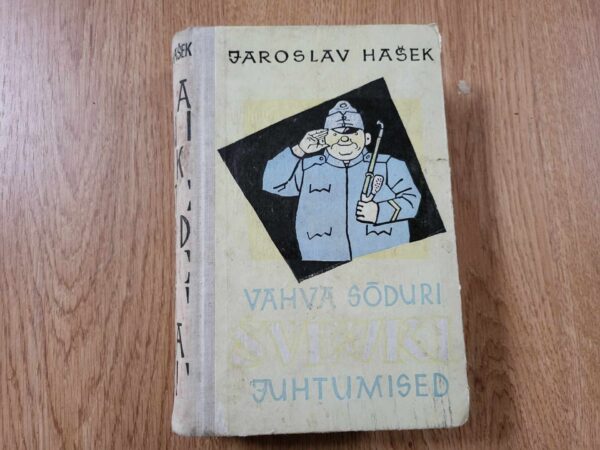 JAROSLAV HAŠEK
VAHVA SÕDURI
ŠVEJKI
JUHTUMISED
HAŠEK